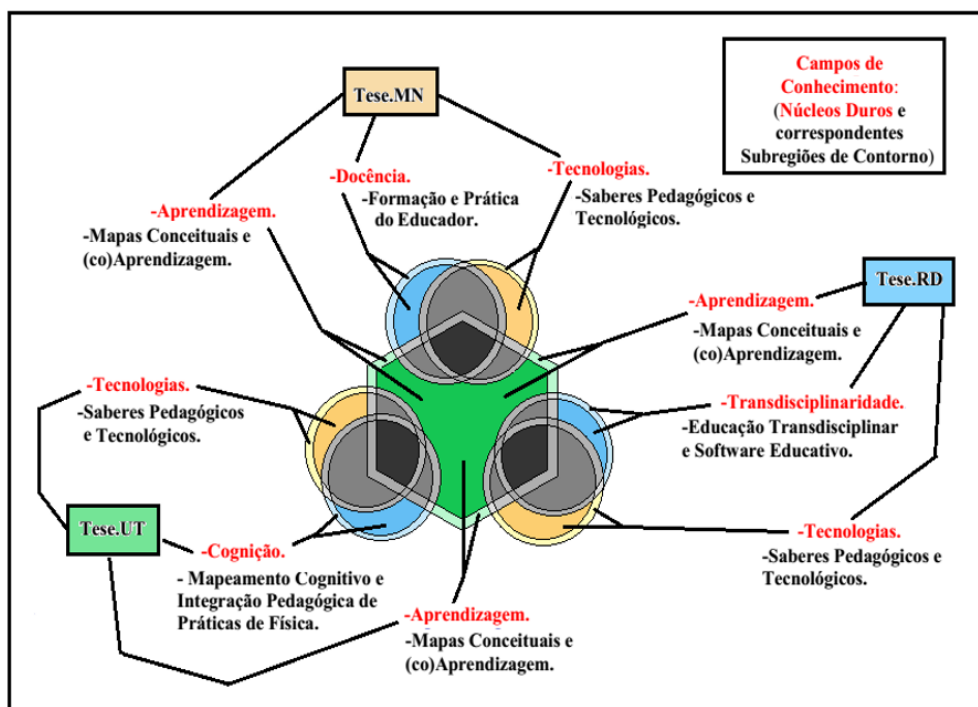 Campos de
Conhecimento:
(Núcleos Duros e
correspondentes
Subregiões de Contorno)
Tese.MN
-Aprendizagem.
-Mapas Conceituais e
(co)Aprendizagem.
-Docência.
-Formação e Prática
do Educador.
-Tecnologias.
-Saberes Pedagógicos e
Tecnológicos.
Tese.RD
-Aprendizagem.
-Mapas Conceituais e
(co)Aprendizagem.
-Transdisciplinaridade.
-Educação Transdisciplinar
e Software Educativo.
-Tecnologias.
-Saberes Pedagógicos e
Tecnológicos.
-Tecnologias.
-Saberes Pedagógicos
e Tecnológicos.
Tese.UT
-Cognição.
- Mapeamento Cognitivo e
Integração Pedagógica de
Práticas de Física.
-Aprendizagem.
-Mapas Conceituais e
(co)Aprendizagem.